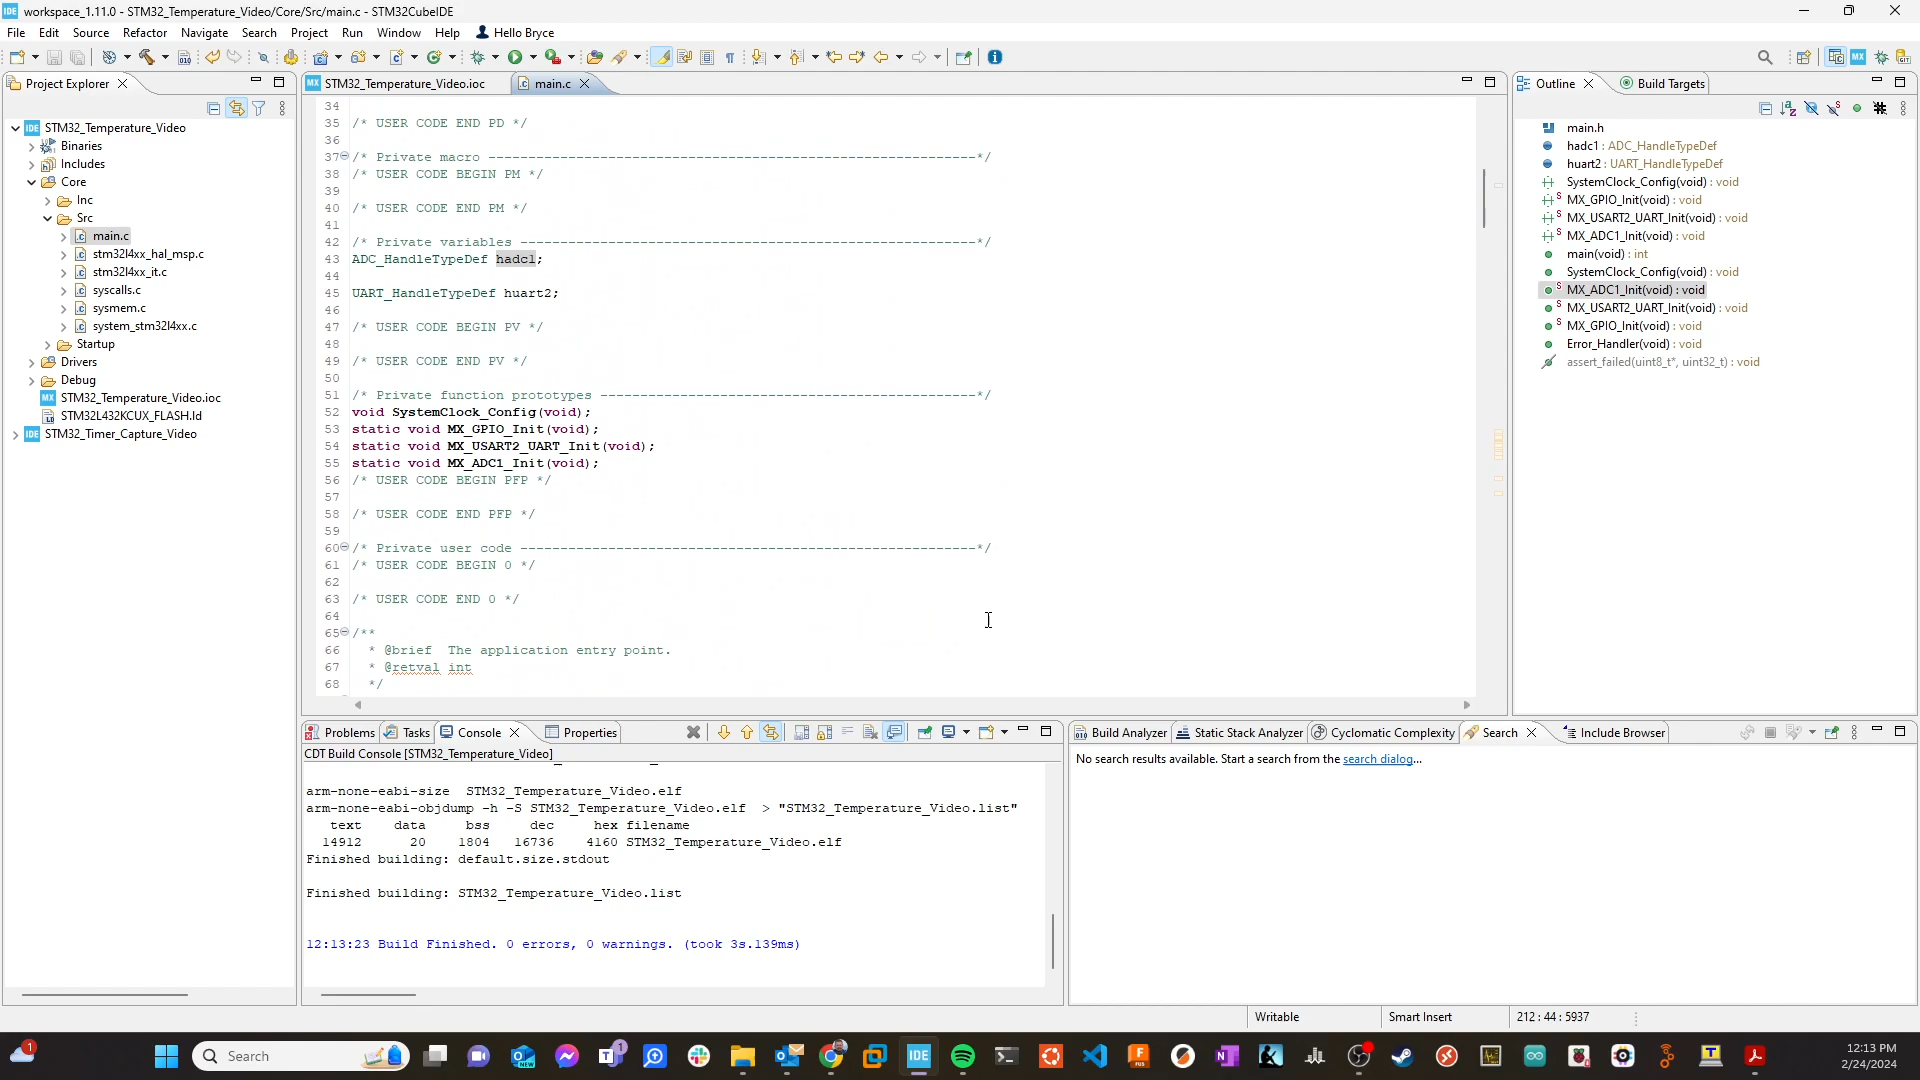 workspace_1.11.0 - STM32_Temperature_Video/Core/Src/main.c - STM32CubeIDE
File Edit Source Refactor Navigate Search Project Run Window Help Hello Bryce
Project Explorer
STM32_Temperature_Video
Binaries
Includes
Core
Inc
Src
main.c
stm32l4xx_hal_msp.c
stm32l4xx_it.c
syscalls.c
sysmem.c
system_stm32l4xx.c
Startup
Drivers
Debug
STM32_Temperature_Video.ioc
STM32L432KCUX_FLASH.ld
STM32_Timer_Capture_Video
STM32_Temperature_Video.ioc main.c
34
35 /* USER CODE END PD */
36
37 /* Private macro -------------------------------------------------------------*/
38 /* USER CODE BEGIN PM */
39
40 /* USER CODE END PM */
41
42 /* Private variables ---------------------------------------------------------*/
43 ADC_HandleTypeDef hadc1;
44
45 UART_HandleTypeDef huart2;
46
47 /* USER CODE BEGIN PV */
48
49 /* USER CODE END PV */
50
51 /* Private function prototypes -----------------------------------------------*/
52 void SystemClock_Config(void);
53 static void MX_GPIO_Init(void);
54 static void MX_USART2_UART_Init(void);
55 static void MX_ADC1_Init(void);
56 /* USER CODE BEGIN PFP */
57
58 /* USER CODE END PFP */
59
60 /* Private user code ---------------------------------------------------------*/
61 /* USER CODE BEGIN 0 */
62
63 /* USER CODE END 0 */
64
65 /**
66 * @brief The application entry point.
67 * @retval int
68 */
Outline Build Targets
main.h
hadc1 : ADC_HandleTypeDef
huart2 : UART_HandleTypeDef
SystemClock_Config(void) : void
MX_GPIO_Init(void) : void
MX_USART2_UART_Init(void) : void
MX_ADC1_Init(void) : void
main(void) : int
SystemClock_Config(void) : void
MX_ADC1_Init(void) : void
MX_USART2_UART_Init(void) : void
MX_GPIO_Init(void) : void
Error_Handler(void) : void
assert_failed(uint8_t*, uint32_t) : void
Problems Tasks Console Properties
CDT Build Console [STM32_Temperature_Video]
arm-none-eabi-size STM32_Temperature_Video.elf
arm-none-eabi-objdump -h -S STM32_Temperature_Video.elf > "STM32_Temperature_Video.list"
text data bss dec hex filename
14912 20 1804 16736 4160 STM32_Temperature_Video.elf
Finished building: default.size.stdout
Finished building: STM32_Temperature_Video.list
12:13:23 Build Finished. 0 errors, 0 warnings. (took 3s.139ms)
Build Analyzer Static Stack Analyzer Cyclomatic Complexity Search Include Browser
No search results available. Start a search from the search dialog...
Writable Smart Insert 212 : 44 : 5937
Search
12:13 PM
2/24/2024